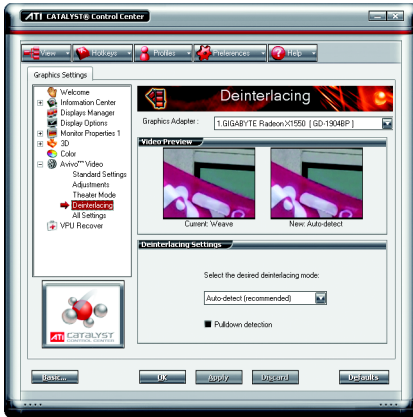 ATI CATALYST® Control Center
View
Hotkeys
Profiles
Preferences
Help
Graphics Settings
Welcome
Information Center
Displays Manager
Display Options
Monitor Properties 1
3D
Color
Avivo™ Video
Standard Settings
Adjustments
Theater Mode
Deinterlacing
All Settings
VPU Recover
ATI CATALYST
CONTROL CENTER
Deinterlacing
Graphics Adapter :
1.GIGABYTE Radeon X1550 [ GD-1904BP ]
Video Preview
Current: Weave
New: Auto-detect
Deinterlacing Settings
Select the desired deinterlacing mode:
Auto-detect (recommended)
Pulldown detection
Basic...
OK
Apply
Discard
Defaults